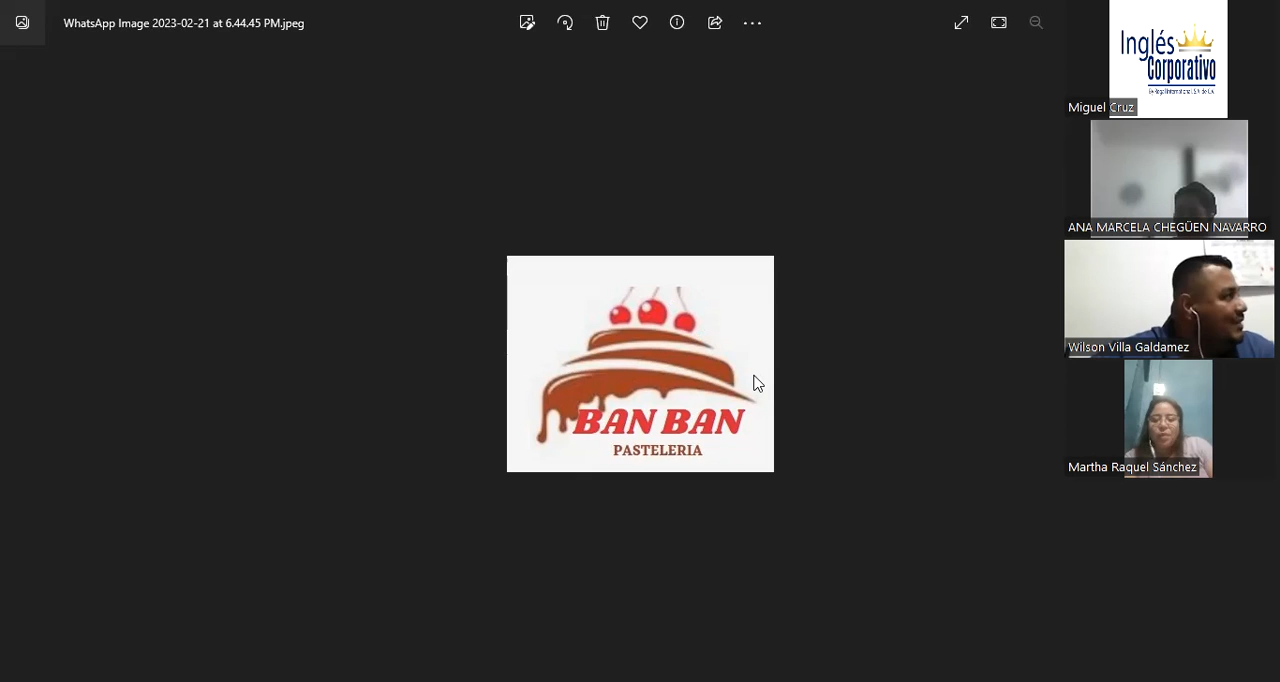 WhatsApp Image 2023-02-21 at 6.44.45 PM.jpeg
Inglés
Corporativo
Miguel Cruz
ANA MARCELA CHEGÜEN NAVARRO
Wilson Villa Galdamez
BAN BAN
PASTELERIA
Martha Raquel Sánchez